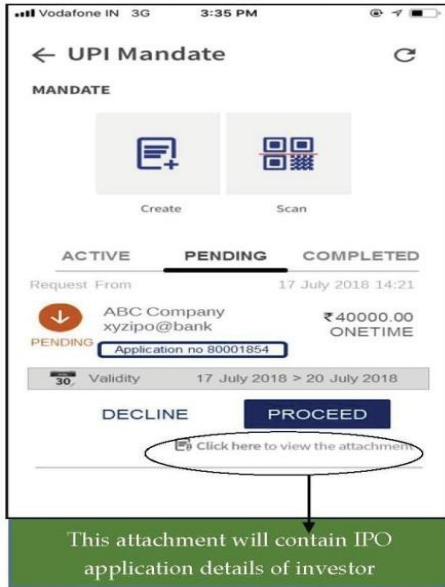 Vodafone IN 3G 3:35 PM
← UPI Mandate
MANDATE
Create Scan
ACTIVE PENDING COMPLETED
Request From 17 July 2018 14:21
ABC Company ₹40000.00
xyzipo@bank ONETIME
PENDING
Application no 80001854
30 Validity 17 July 2018 > 20 July 2018
DECLINE PROCEED
Click here to view the attachment
This attachment will contain IPO
application details of investor